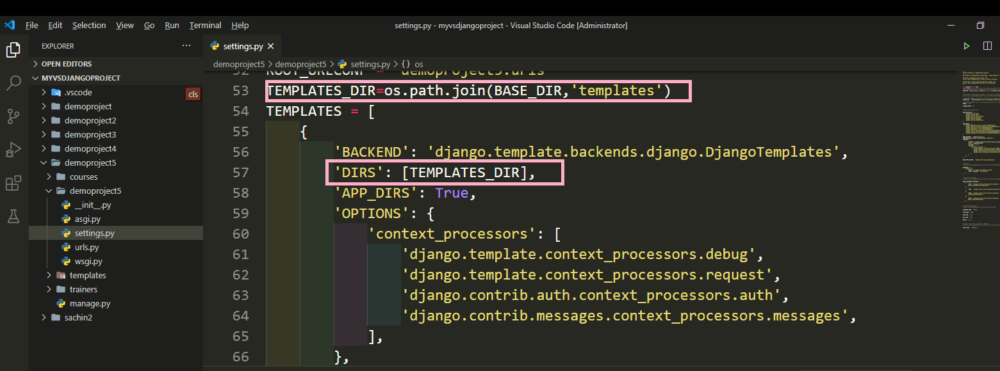 File Edit Selection View Go Run Terminal Help
settings.py - myvsdjangoproject - Visual Studio Code [Administrator]
EXPLORER
OPEN EDITORS
MYVSDJANGOPROJECT
.vscode
cls
demoproject
demoproject2
demoproject3
demoproject4
demoproject5
courses
demoproject5
__init__.py
asgi.py
settings.py
urls.py
wsgi.py
templates
trainers
manage.py
sachin2
settings.py
demoproject5 > demoproject5 > settings.py > {} os
52 ROOT_URLCONF = 'demoproject5.urls'
53 TEMPLATES_DIR=os.path.join(BASE_DIR,'templates')
54 TEMPLATES = [
55 {
56 'BACKEND': 'django.template.backends.django.DjangoTemplates',
57 'DIRS': [TEMPLATES_DIR],
58 'APP_DIRS': True,
59 'OPTIONS': {
60 'context_processors': [
61 'django.template.context_processors.debug',
62 'django.template.context_processors.request',
63 'django.contrib.auth.context_processors.auth',
64 'django.contrib.messages.context_processors.messages',
65 ],
66 },